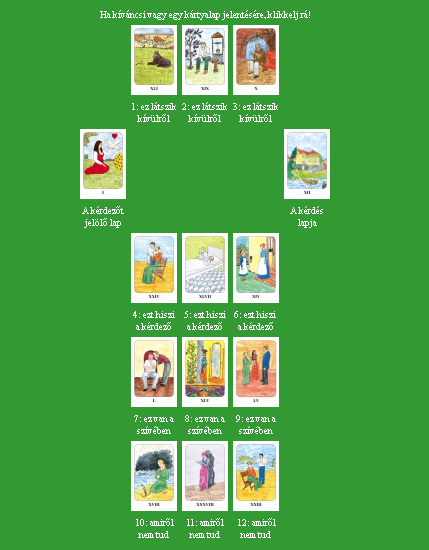 Ha kíváncsi vagy egy kártyalap jelentésére, klikkelj rá!
XLI XIX X.
1: ez látszik 2: ez látszik 3: ez látszik
kívülről kívülről kívülről
I XII
A kérdezőt A kérdés
jelölő lap lapja
XXIV XLVII XIV
4: ezt hiszi 5: ezt hiszi 6: ezt hiszi
a kérdező a kérdező a kérdező
L XLV LV
7: ez van a 8: ez van a 9: ez van a
szívében szívében szívében
XVIII XXXVIII XXIII
10: amiről 11: amiről 12: amiről
nem tud nem tud nem tud